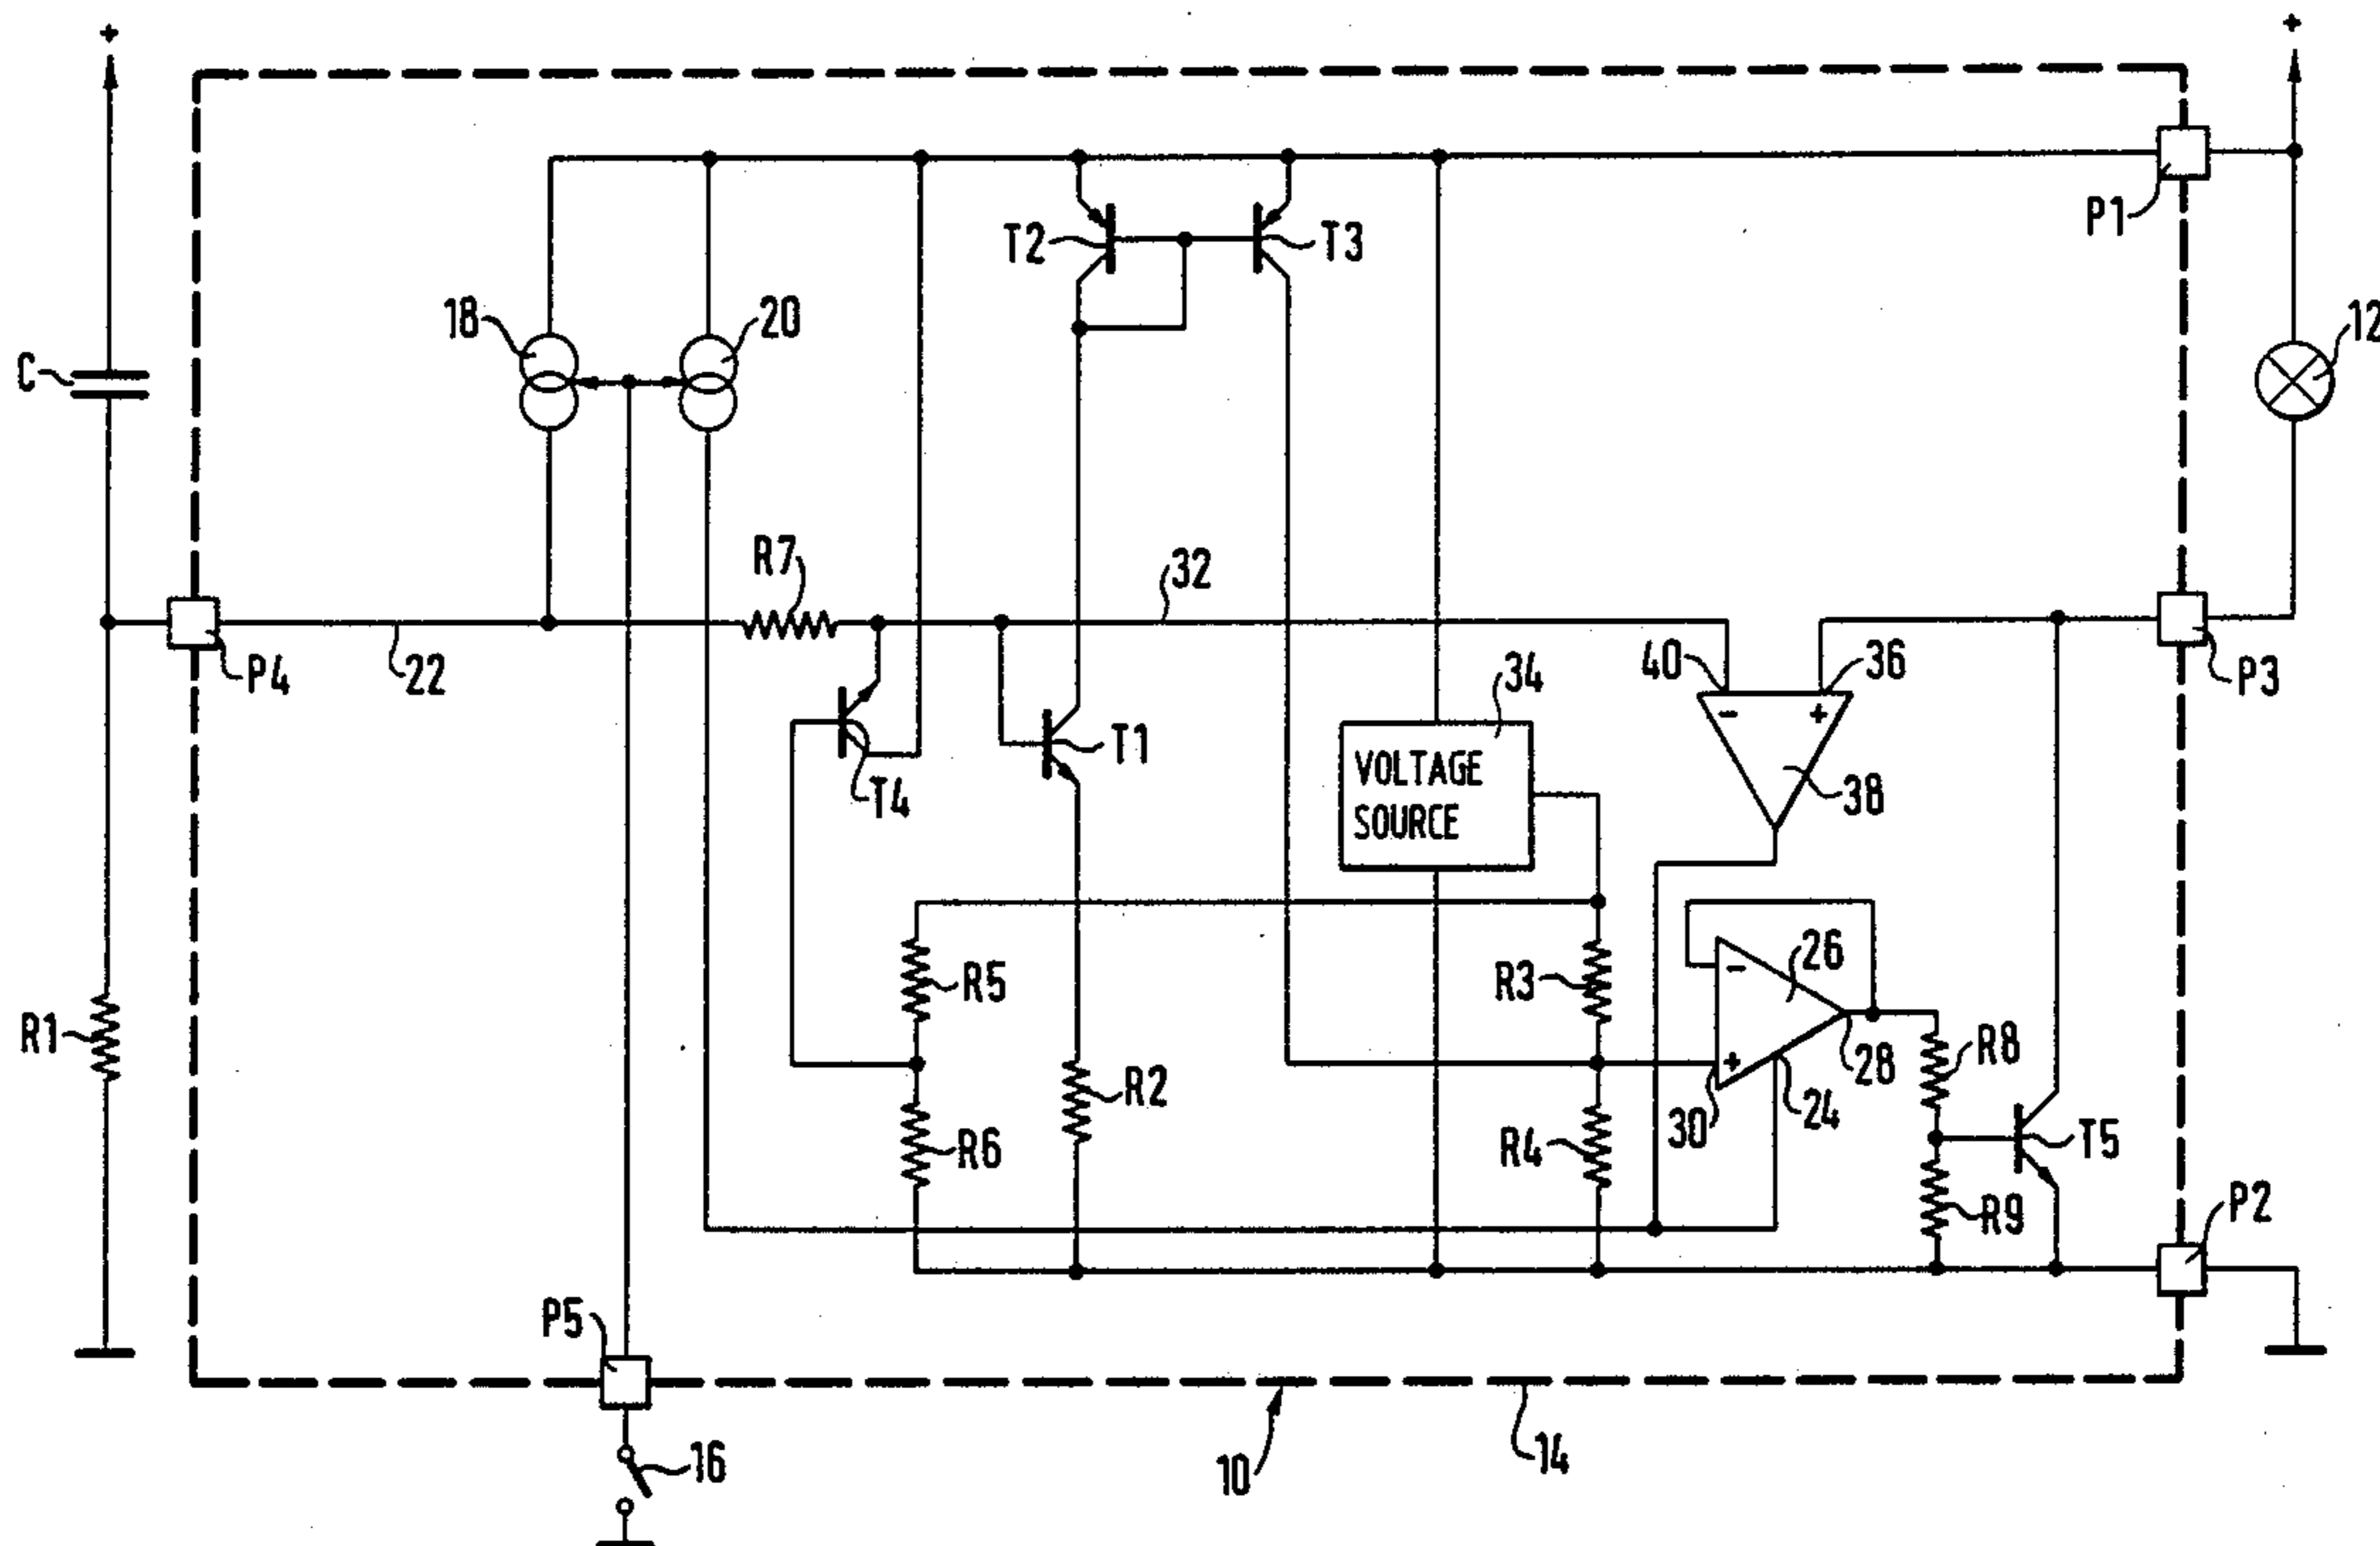 +
+
P1
T2
T3
18
20
12
C
R7
32
40
36
P4
22
34
P3
-
+
T1
VOLTAGE
SOURCE
T4
38
26
R5
R3
-
R1
R8
28
+
R2
24
30
R6
R4
T5
R9
P2
P5
16
10
14